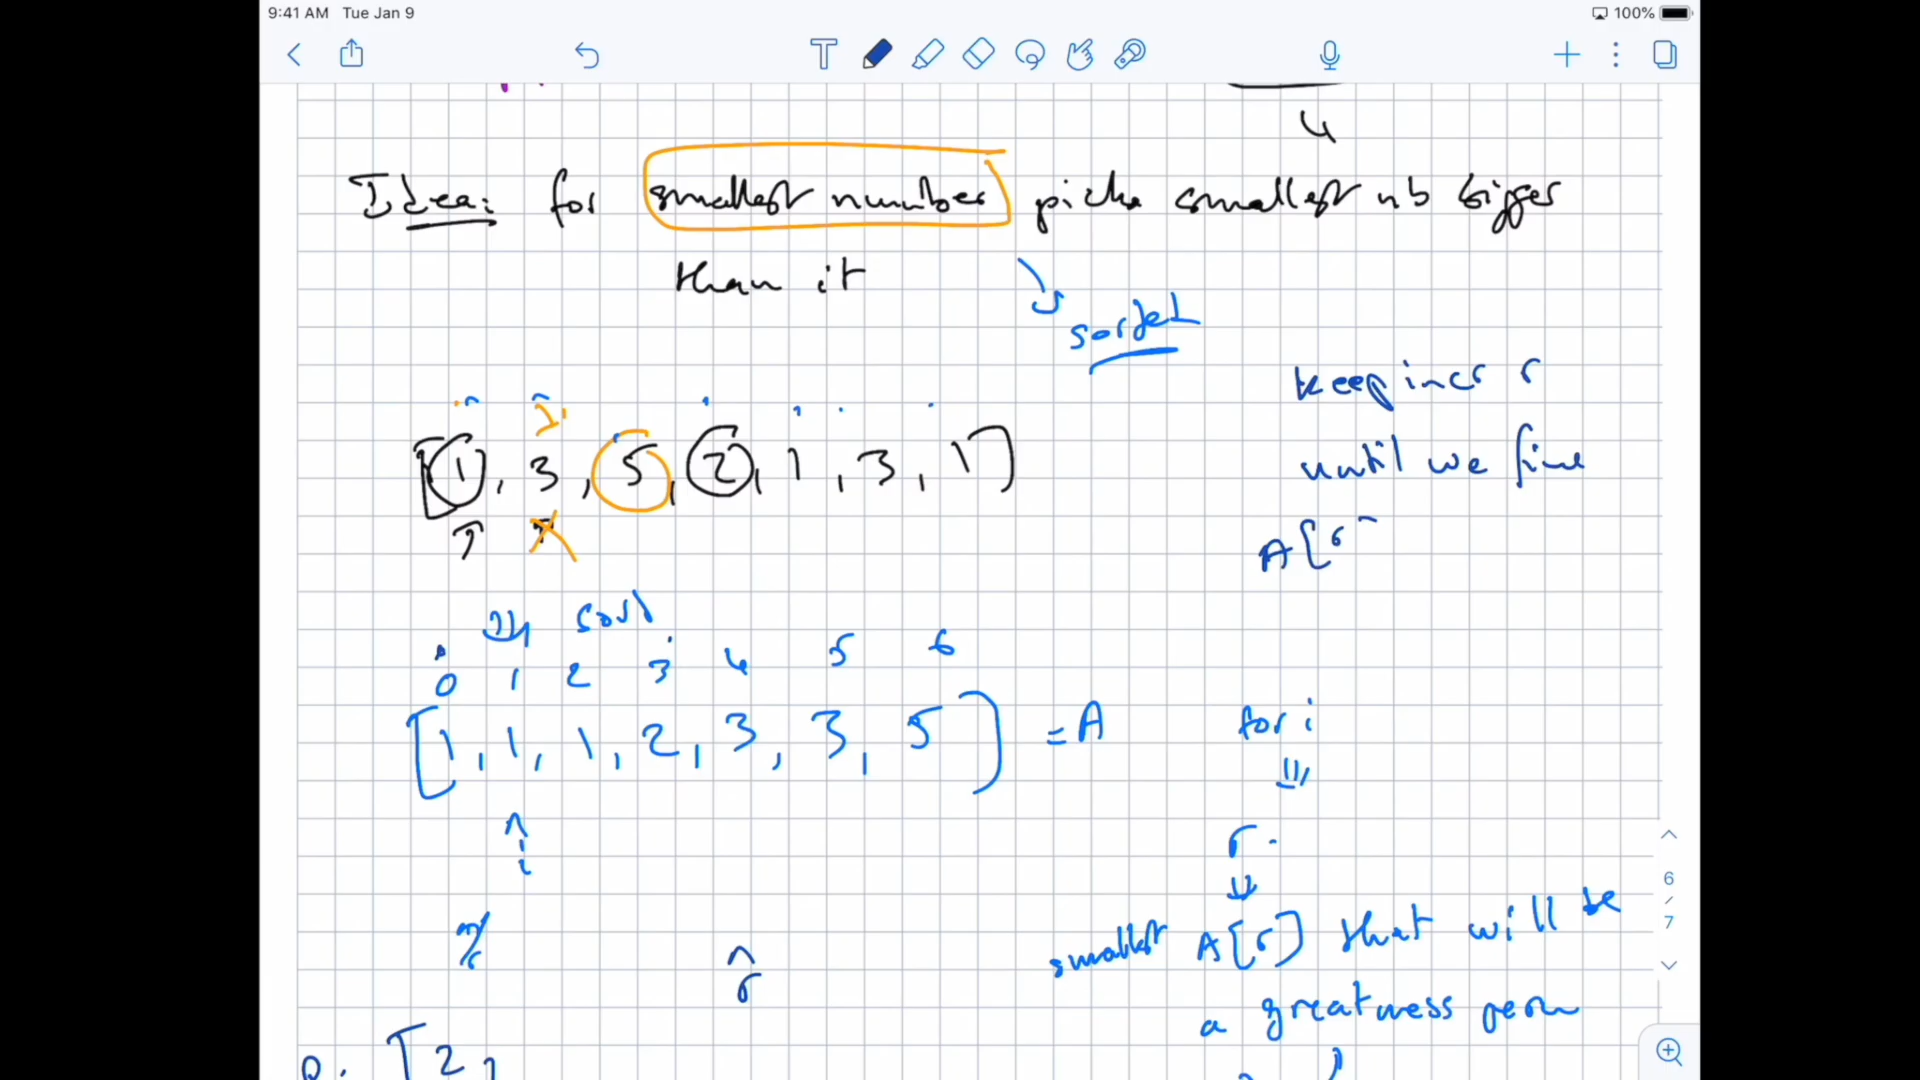 9:41 AM Tue Jan 9
100%
4
Idea: for smallest number picks smallest nb bigger
than it
sorted
keep incr r
until we find
A[r
[1, 3, 5, 2, 1, 3, 1]
sort
0 1 2 3 4 5 6
[1, 1, 1, 2, 3, 3, 5] = A
for i
i
r
r
r
smallest A[r] that will be
a greatness perm
[2,
6
7